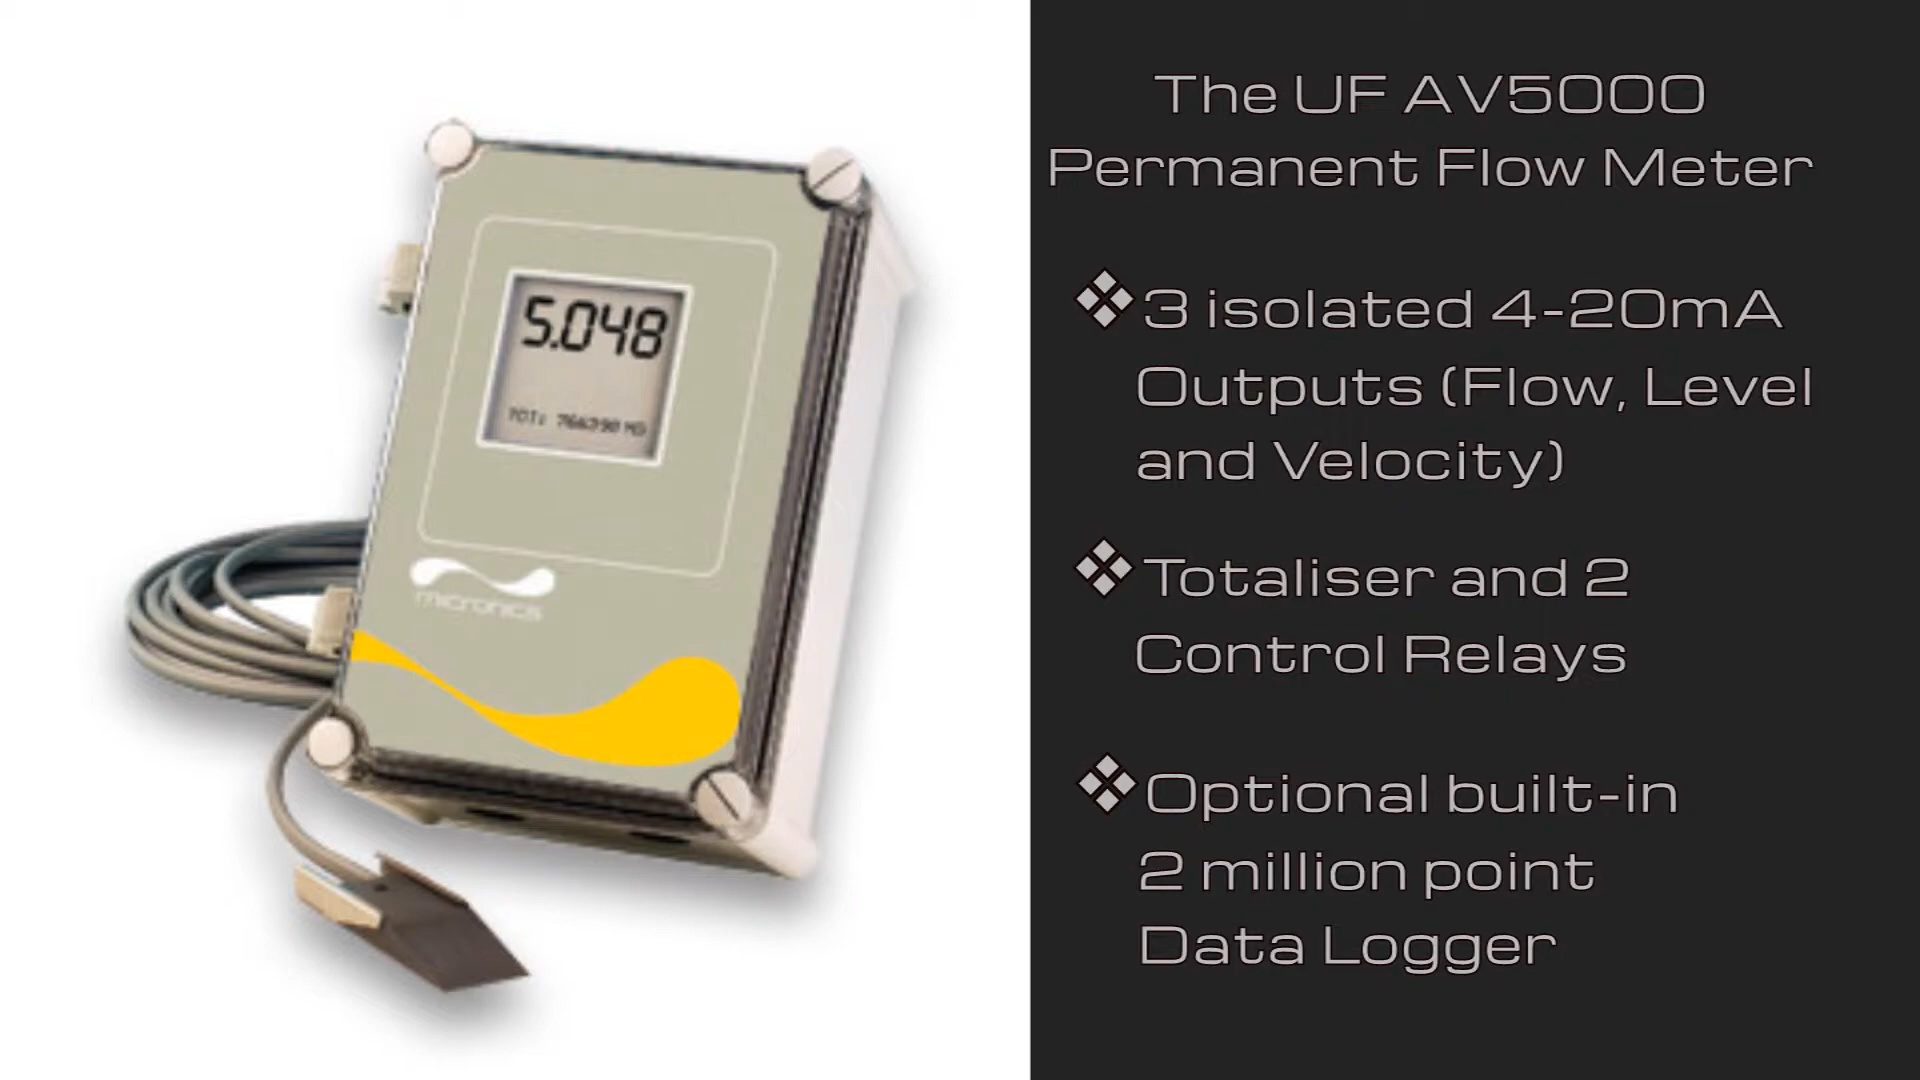 5.048
micronics
The UF AV5000
Permanent Flow Meter
3 isolated 4-20mA
Outputs (Flow, Level
and Velocity)
Totaliser and 2
Control Relays
Optional built-in
2 million point
Data Logger